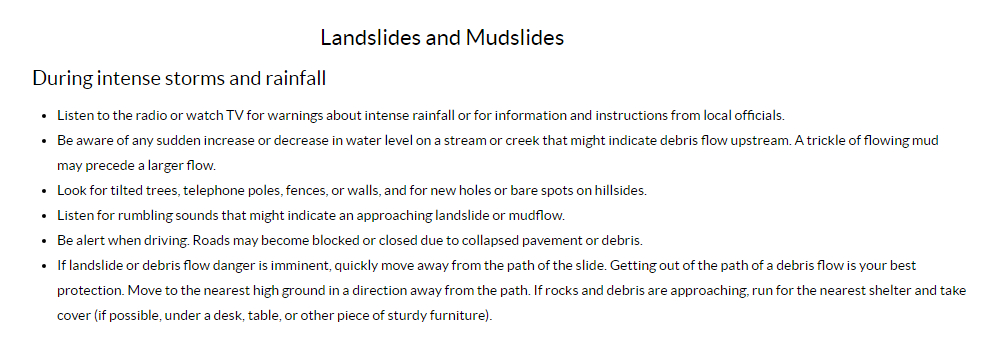 Landslides and Mudslides
During intense storms and rainfall
• Listen to the radio or watch TV for warnings about intense rainfall or for information and instructions from local officials.
• Be aware of any sudden increase or decrease in water level on a stream or creek that might indicate debris flow upstream. A trickle of flowing mud
may precede a larger flow.
• Look for tilted trees, telephone poles, fences, or walls, and for new holes or bare spots on hillsides.
• Listen for rumbling sounds that might indicate an approaching landslide or mudflow.
• Be alert when driving. Roads may become blocked or closed due to collapsed pavement or debris.
• If landslide or debris flow danger is imminent, quickly move away from the path of the slide. Getting out of the path of a debris flow is your best
protection. Move to the nearest high ground in a direction away from the path. If rocks and debris are approaching, run for the nearest shelter and take
cover (if possible, under a desk, table, or other piece of sturdy furniture).